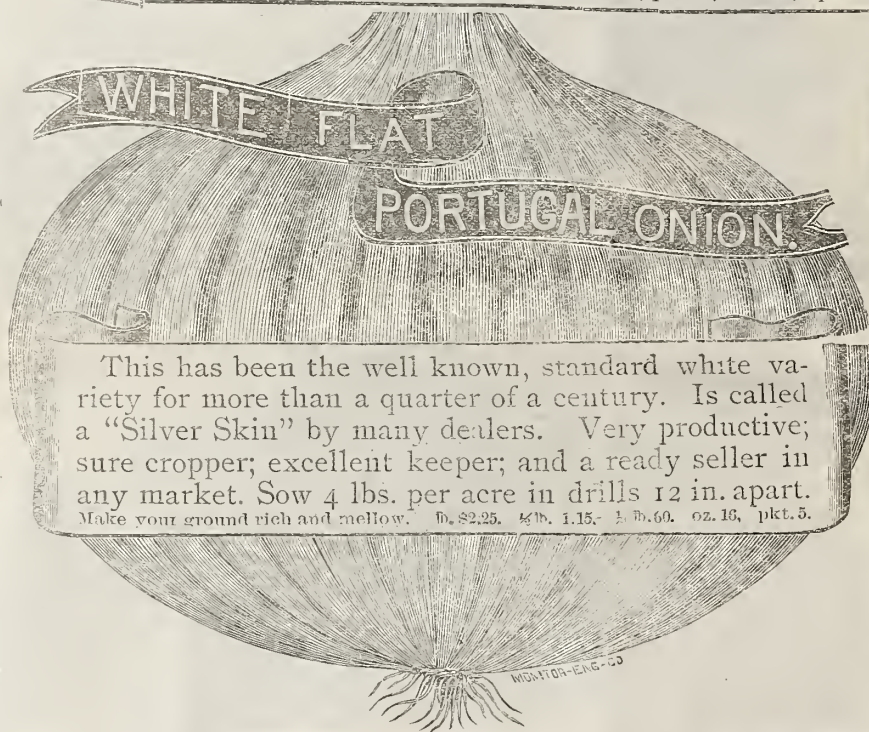 WHITE FLAT
PORTUGAL ONION.
This has been the well known, standard white va-
riety for more than a quarter of a century. Is called
a "Silver Skin" by many dealers. Very productive;
sure cropper; excellent keeper; and a ready seller in
any market. Sow 4 lbs. per acre in drills 12 in. apart.
Make your ground rich and mellow. lb. $2.25. ½ lb. 1.15.- lb. 60. oz. 16, pkt. 5.
MONITOR-ENG-CO